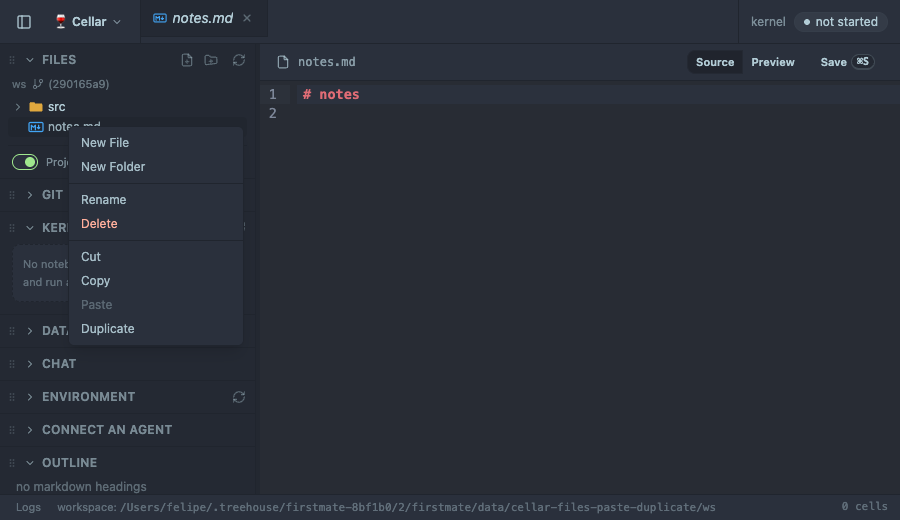 Cellar
notes.md
kernel
not started
FILES
ws (290165a9)
src
notes.md
New File
New Folder
Rename
Delete
Cut
Copy
Paste
Duplicate
GIT
No
and run
CHAT
ENVIRONMENT
CONNECT AN AGENT
OUTLINE
no markdown headings
notes.md
Source
Preview
Save ⌘S
1 # notes
2
Logs
workspace: /Users/felipe/.treehouse/firstmate-8bf1b0/2/firstmate/data/cellar-files-paste-duplicate/ws
0 cells